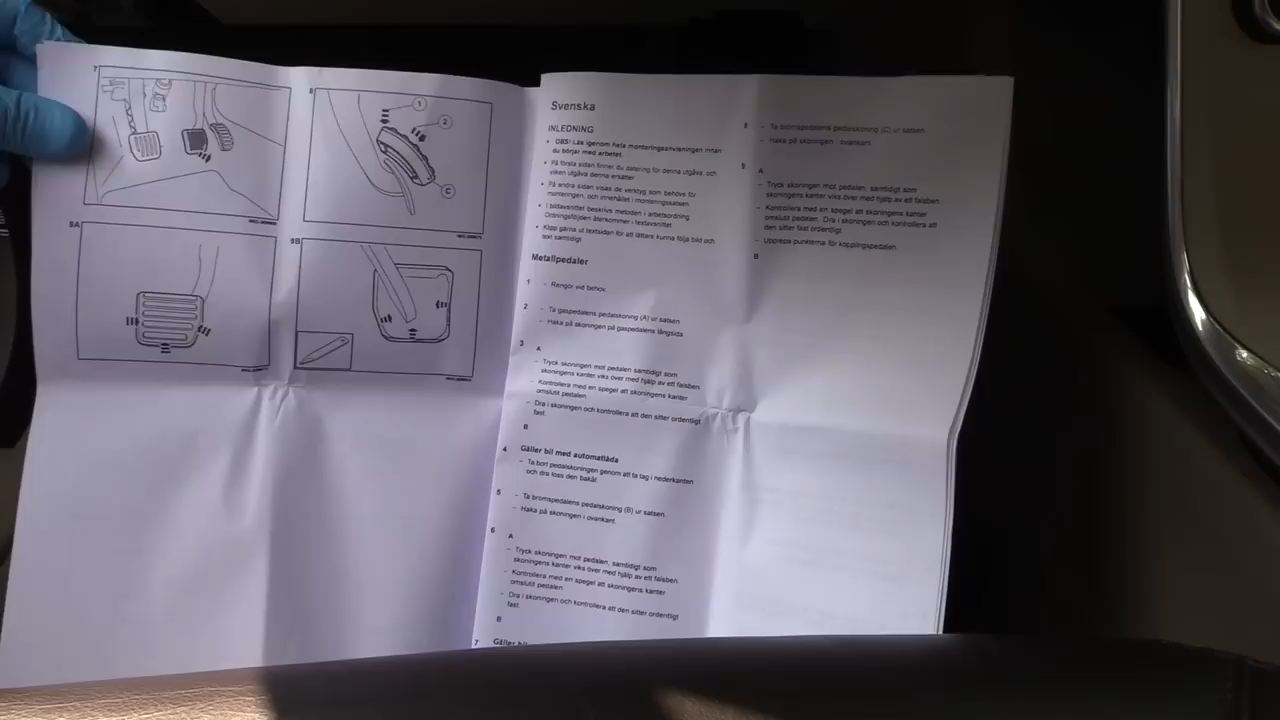 7
8
1
2
C
9A
9B
Svenska
INLEDNING
• OBS! Läs igenom hela monteringsanvisningen innan
du börjar med arbetet.
• På första sidan finner du datering för denna utgåva, och
vilken utgåva denna ersätter
• På andra sidan visas de verktyg som behövs för
monteringen, och innehållet i monteringssatsen.
• I bildavsnittet beskrivs metoden i arbetsordning.
Ordningsföljden återkommer i textavsnittet
• Klipp gärna ut textsidan för att lättare kunna följa bild och
text samtidigt
Metallpedaler
1 – Rengör vid behov.
2 – Ta gaspedalens pedalskoning (A) ur satsen
– Haka på skoningen på gaspedalens långsida.
3 A
– Tryck skoningen mot pedalen samtidigt som
skoningens kanter viks över med hjälp av ett falsben
– Kontrollera med en spegel att skoningens kanter
omslutit pedalen
– Dra i skoningen och kontrollera att den sitter ordentligt
fast.
B
4 Gäller bil med automatlåda
– Ta bort pedalskoningen genom att ta tag i nederkanten
och dra loss den bakåt.
5 – Ta bromspedalens pedalskoning (B) ur satsen.
– Haka på skoningen i ovankant.
6 A
– Tryck skoningen mot pedalen, samtidigt som
skoningens kanter viks över med hjälp av ett falsben.
– Kontrollera med en spegel att skoningens kanter
omslutit pedalen.
– Dra i skoningen och kontrollera att den sitter ordentligt
fast.
B
7 Gäller
8 – Ta bromspedalens pedalskoning (C) ur satsen
– Haka på skoningen i ovankant.
9 A
– Tryck skoningen mot pedalen, samtidigt som
skoningens kanter viks över med hjälp av ett falsben.
– Kontrollera med en spegel att skoningens kanter
omslutit pedalen. Dra i skoningen och kontrollera att
den sitter fast ordentligt
– Upprepa punkterna för kopplingspedalen.
B